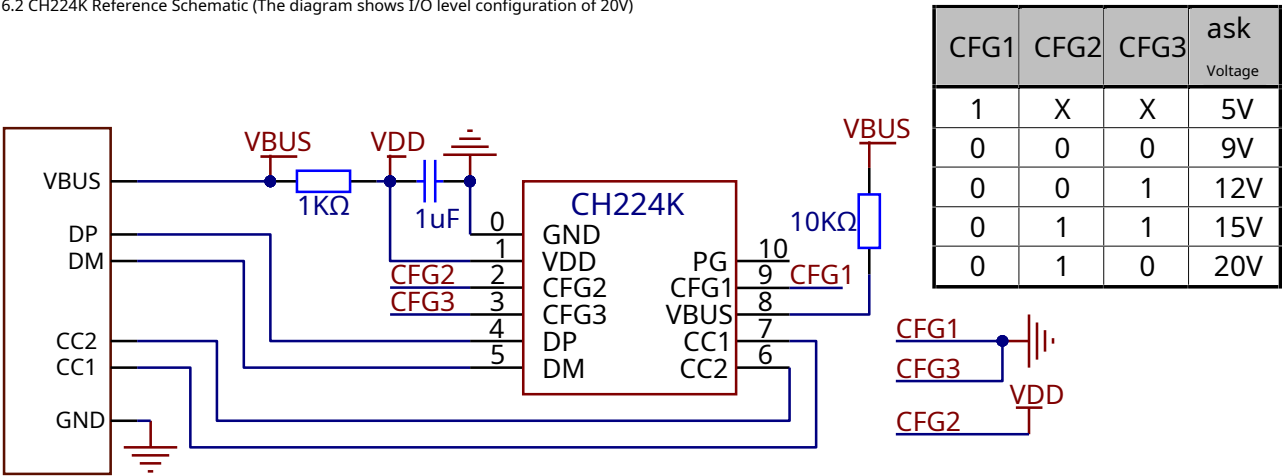 6.2 CH224K Reference Schematic (The diagram shows I/O level configuration of 20V)
CFG1 CFG2 CFG3 ask
Voltage
1 X X 5V
0 0 0 9V
0 0 1 12V
0 1 1 15V
0 1 0 20V
VBUS VDD
VBUS
VBUS
1KΩ 1uF
DP
DM
CC2
CC1
GND
CH224K
0 GND
1 VDD
CFG2 2 CFG2
CFG3 3 CFG3
4 DP
5 DM
PG 10
CFG1 9 CFG1
VBUS 8
CC1 7
CC2 6
10KΩ
CFG1
CFG3
VDD
CFG2